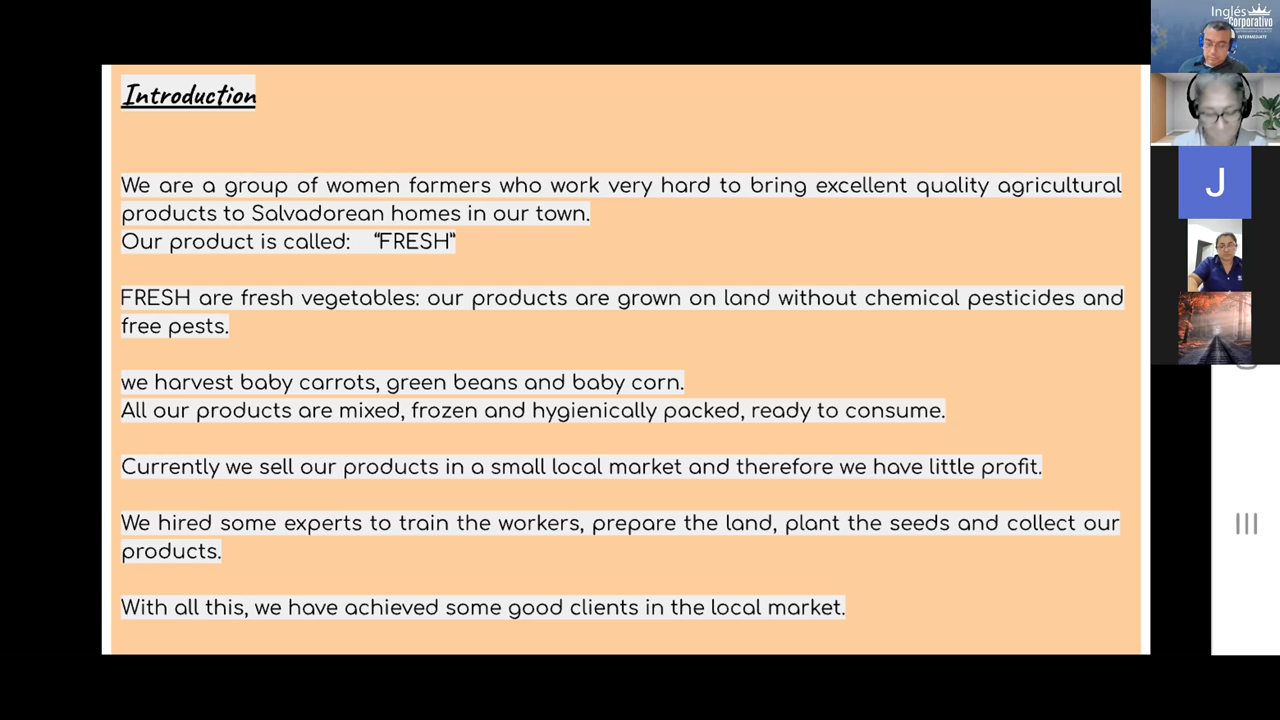 Introduction
We are a group of women farmers who work very hard to bring excellent quality agricultural
products to Salvadorean homes in our town.
Our product is called: “FRESH”
FRESH are fresh vegetables: our products are grown on land without chemical pesticides and
free pests.
we harvest baby carrots, green beans and baby corn.
All our products are mixed, frozen and hygienically packed, ready to consume.
Currently we sell our products in a small local market and therefore we have little profit.
We hired some experts to train the workers, prepare the land, plant the seeds and collect our
products.
With all this, we have achieved some good clients in the local market.
Inglés
Corporativo
INTERMEDIATE
J